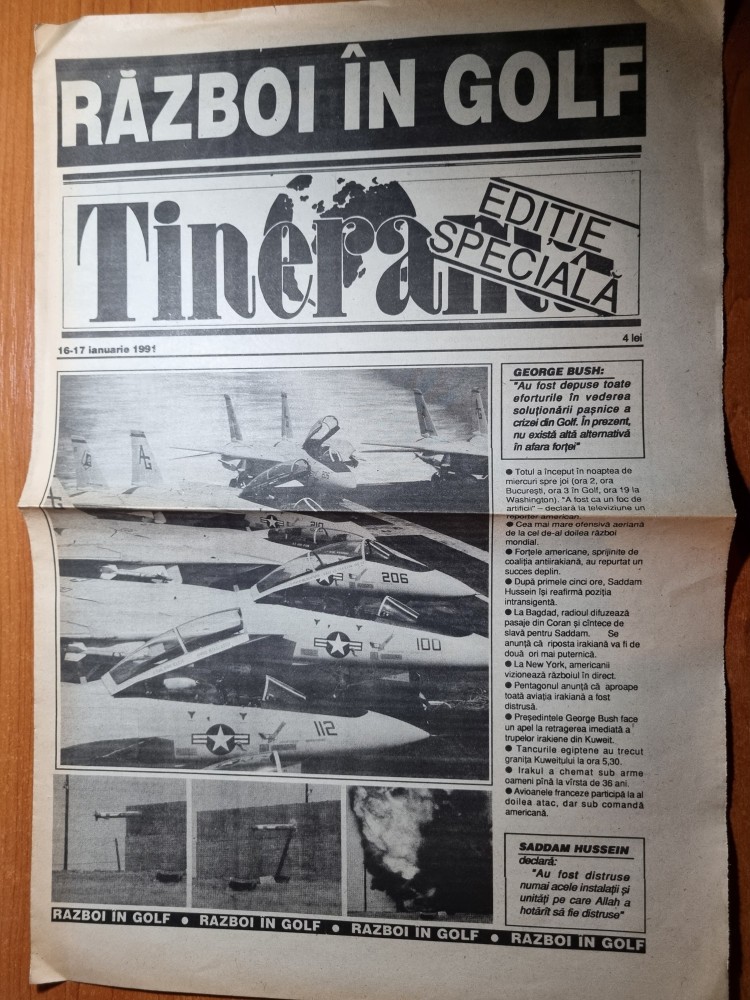 RĂZBOI ÎN GOLF
EDIȚIE
SPECIALĂ
16-17 ianuarie 1991
4 lei
GEORGE BUSH:
"Au fost depuse toate
eforturile în vederea
soluționării pașnice a
crizei din Golf. În prezent,
nu există altă alternativă
în afara forței"
● Totul a început în noaptea de
miercuri spre joi (ora 2, ora
București, ora 3 în Golf, ora 19 la
Washington). "A fost ca un foc de
artificii" – declară la televiziune un
reporter american.
● Cea mai mare ofensivă aeriană
de la cel de-al doilea război
mondial.
● Forțele americane, sprijinite de
coaliția antiirakiană, au repurtat un
succes deplin.
● După primele cinci ore, Saddam
Hussein își reafirmă poziția
intransigentă.
● La Bagdad, radioul difuzează
pasaje din Coran și cîntece de
slavă pentru Saddam. Se
anunță că riposta irakiană va fi de
două ori mai puternică.
● La New York, americanii
vizionează războiul în direct.
● Pentagonul anunță că aproape
toată aviația irakiană a fost
distrusă.
● Președintele George Bush face
un apel la retragerea imediată a
trupelor irakiene din Kuweit.
● Tancurile egiptene au trecut
granița Kuweitului la ora 5,30.
● Irakul a chemat sub arme
oameni pînă la vîrsta de 36 ani.
● Avioanele franceze participă la al
doilea atac, dar sub comandă
americană.
AG
210
206
100
112
SADDAM HUSSEIN
declară:
"Au fost distruse
numai acele instalații și
unități pe care Allah a
hotărît să fie distruse"
RAZBOI IN GOLF ● RAZBOI IN GOLF ● RAZBOI IN GOLF ● RAZBOI IN GOLF